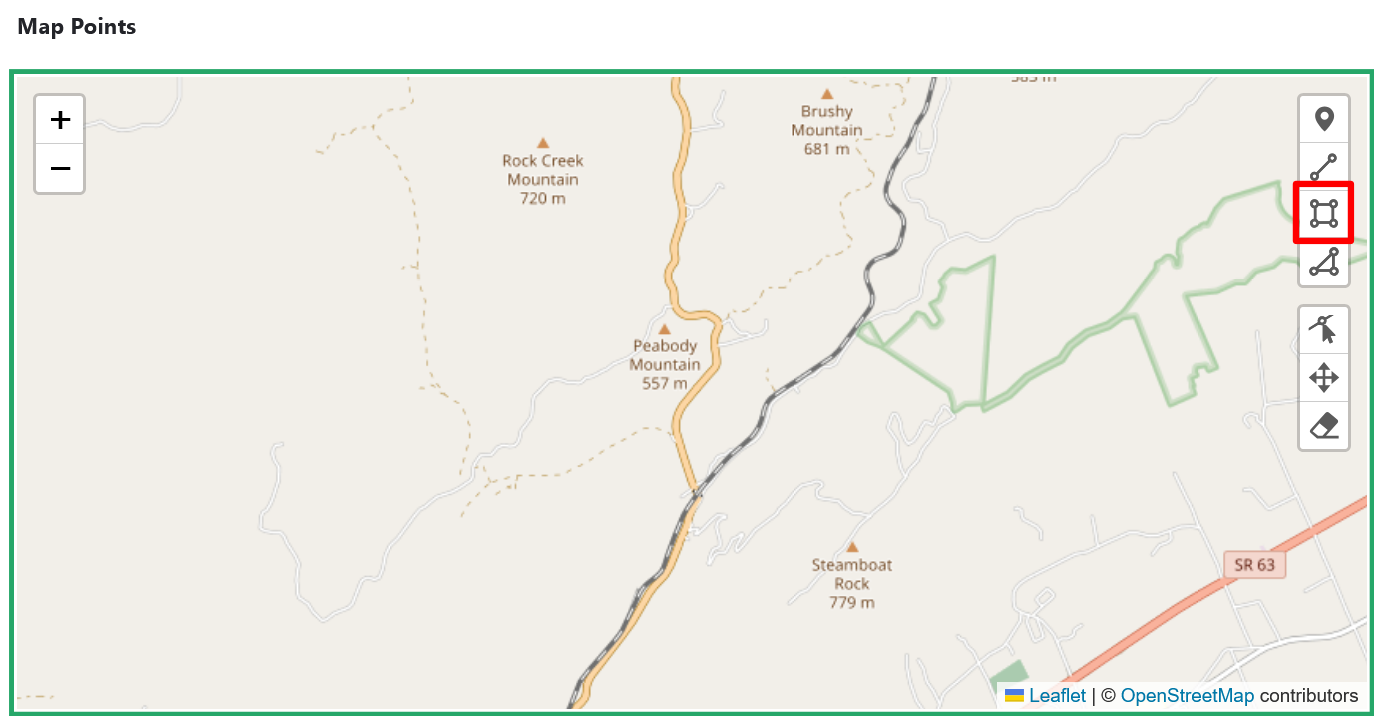 Map Points
+
−
Rock Creek
Mountain
720 m
Brushy
Mountain
681 m
Peabody
Mountain
557 m
Steamboat
Rock
779 m
SR 63
Leaflet | © OpenStreetMap contributors